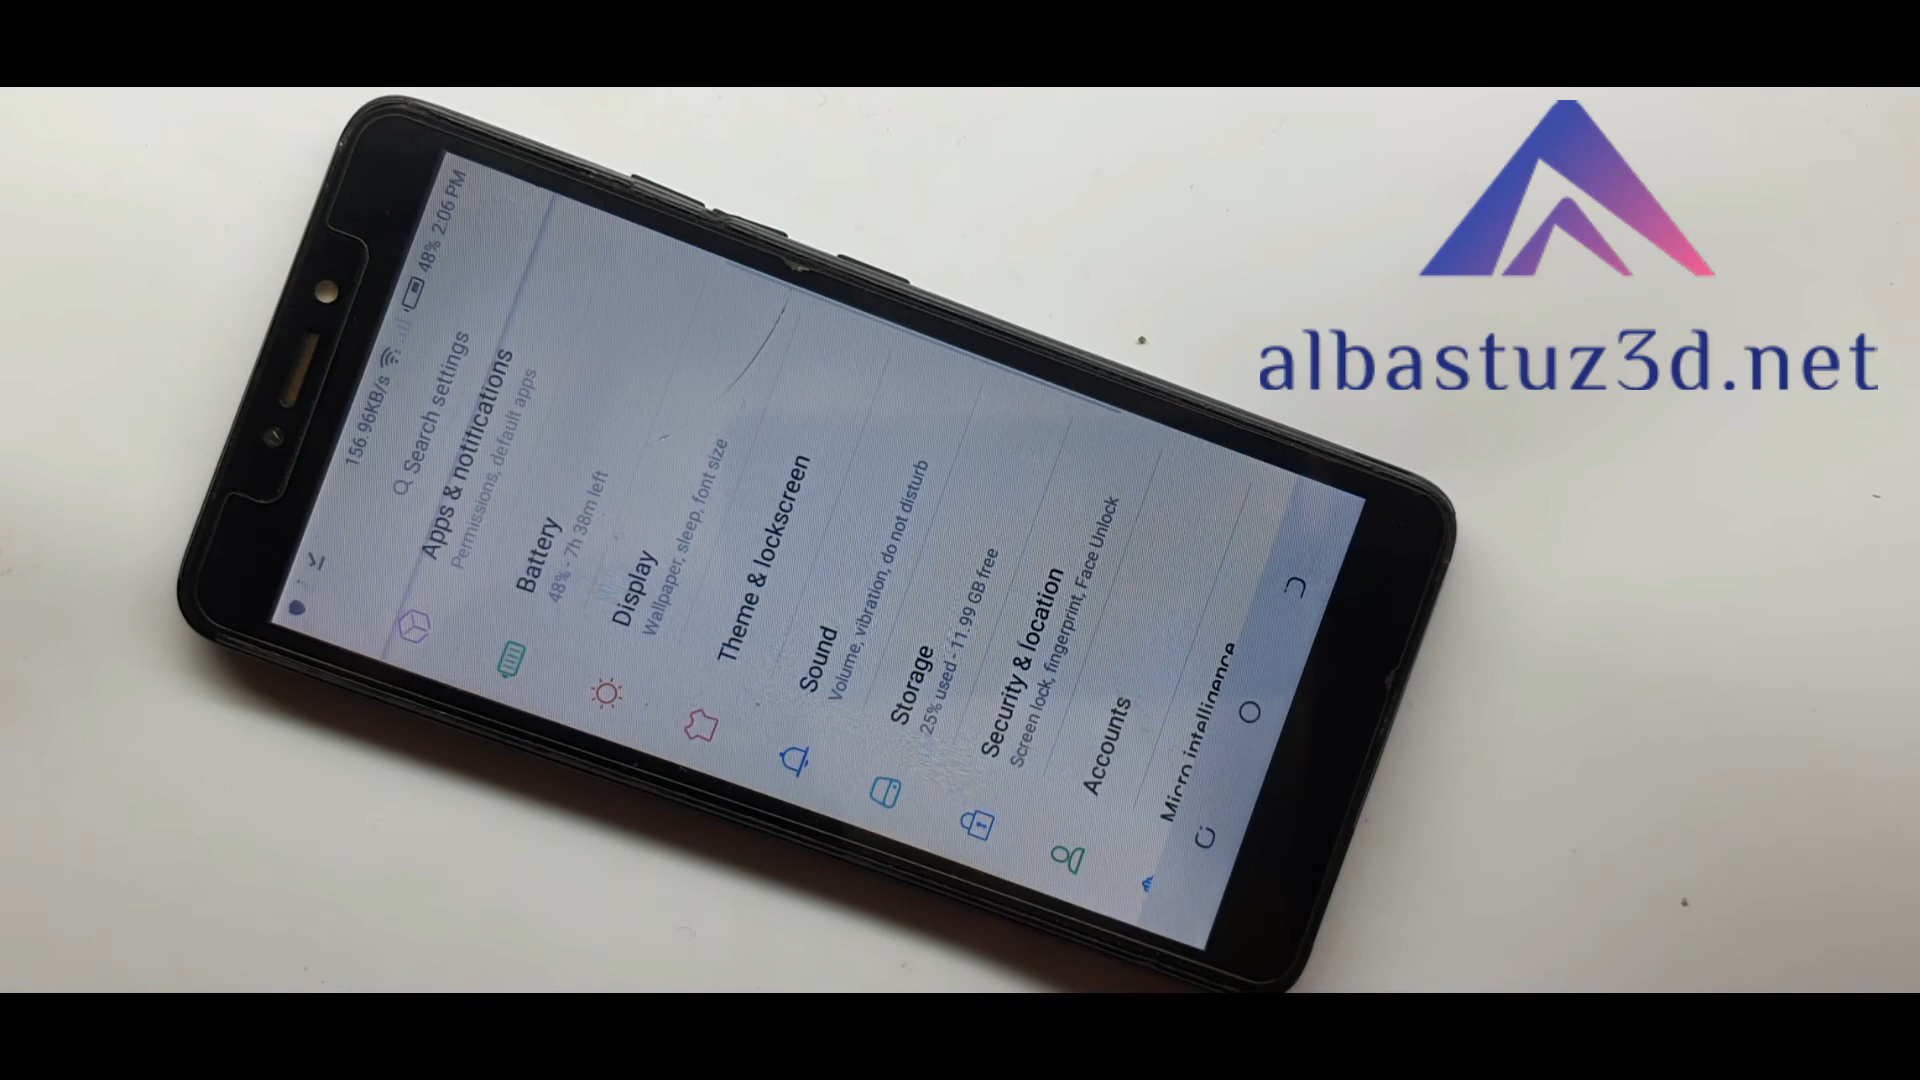 156.96KB/s 48% 2:06 PM
Search settings
Apps & notifications
Permissions, default apps
Battery
48% - 7h 38m left
Display
Wallpaper, sleep, font size
Theme & lockscreen
Sound
Volume, vibration, do not disturb
Storage
25% used - 11.99 GB free
Security & location
Screen lock, fingerprint, Face Unlock
Accounts
Micro intelligence
albastuz3d.net